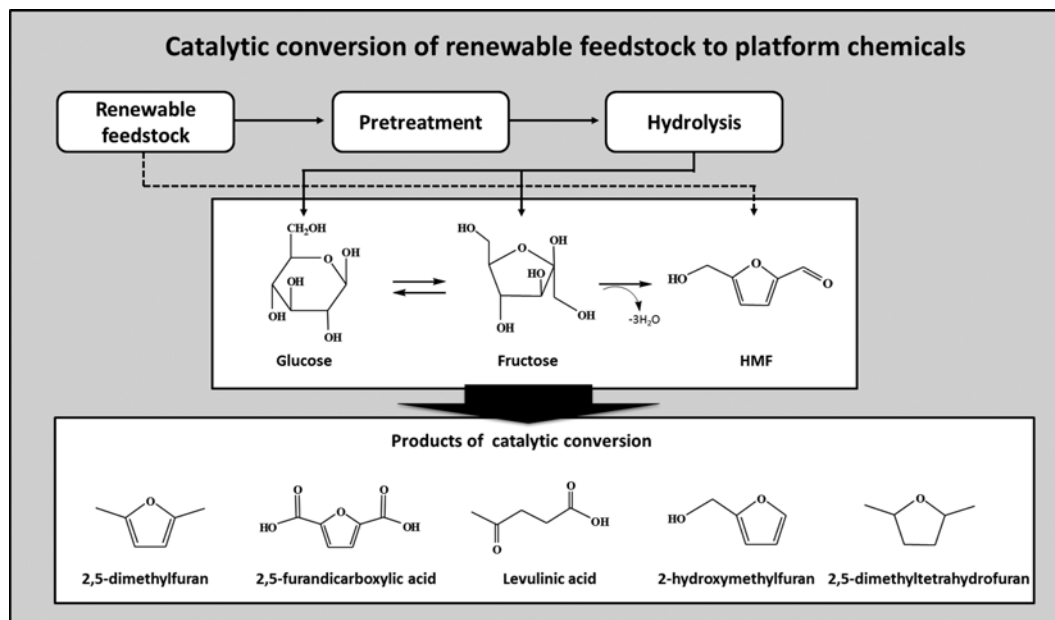 Catalytic conversion of renewable feedstock to platform chemicals
Renewable
feedstock
Pretreatment
Hydrolysis
CH₂OH
O
OH
OH
OH
OH
HO
O
OH
HO
OH
OH
-3H₂O
HO
O
O
Glucose
Fructose
HMF
Products of catalytic conversion
O
O
O
HO
O
OH
O
OH
O
HO
O
O
2,5-dimethylfuran
2,5-furandicarboxylic acid
Levulinic acid
2-hydroxymethylfuran
2,5-dimethyltetrahydrofuran